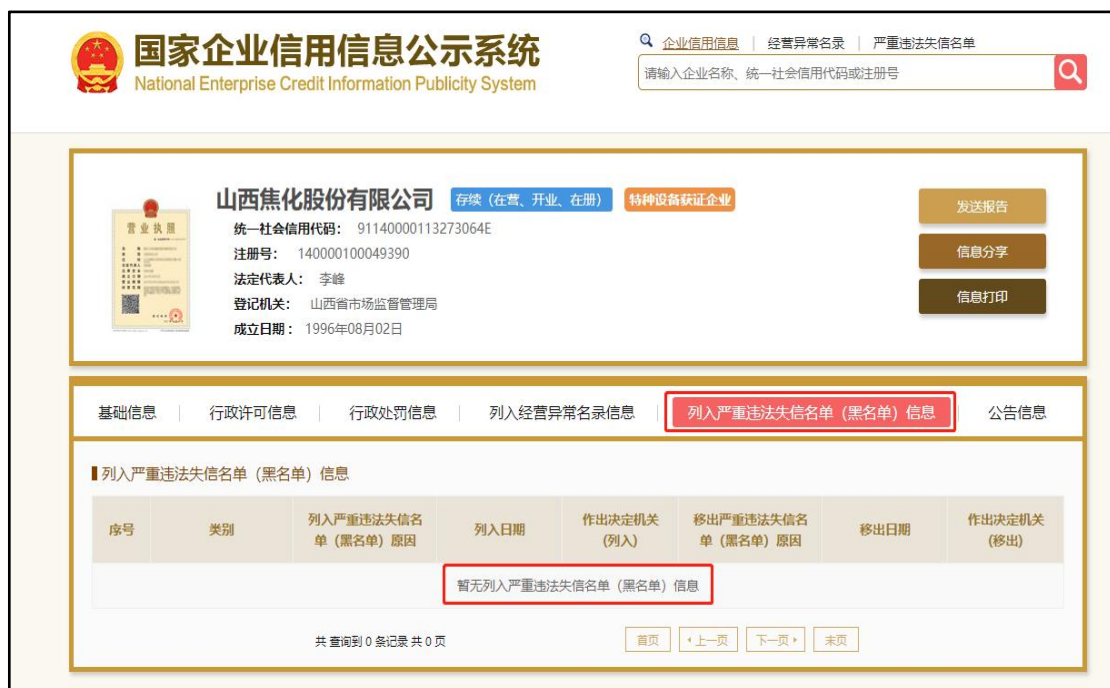 国家企业信用信息公示系统
National Enterprise Credit Information Publicity System
企业信用信息 | 经营异常名录 | 严重违法失信名单
请输入企业名称、统一社会信用代码或注册号
营业执照
山西焦化股份有限公司 存续（在营、开业、在册） 特种设备获证企业
统一社会信用代码： 91140000113273064E
注册号： 140000100049390
法定代表人： 李峰
登记机关： 山西省市场监督管理局
成立日期： 1996年08月02日
发送报告
信息分享
信息打印
基础信息 | 行政许可信息 | 行政处罚信息 | 列入经营异常名录信息 | 列入严重违法失信名单（黑名单）信息 | 公告信息
列入严重违法失信名单（黑名单）信息
序号 类别 列入严重违法失信名单（黑名单）原因 列入日期 作出决定机关(列入) 移出严重违法失信名单（黑名单）原因 移出日期 作出决定机关(移出)
暂无列入严重违法失信名单（黑名单）信息
共 查询到 0 条记录 共 0 页 首页 上一页 下一页 末页